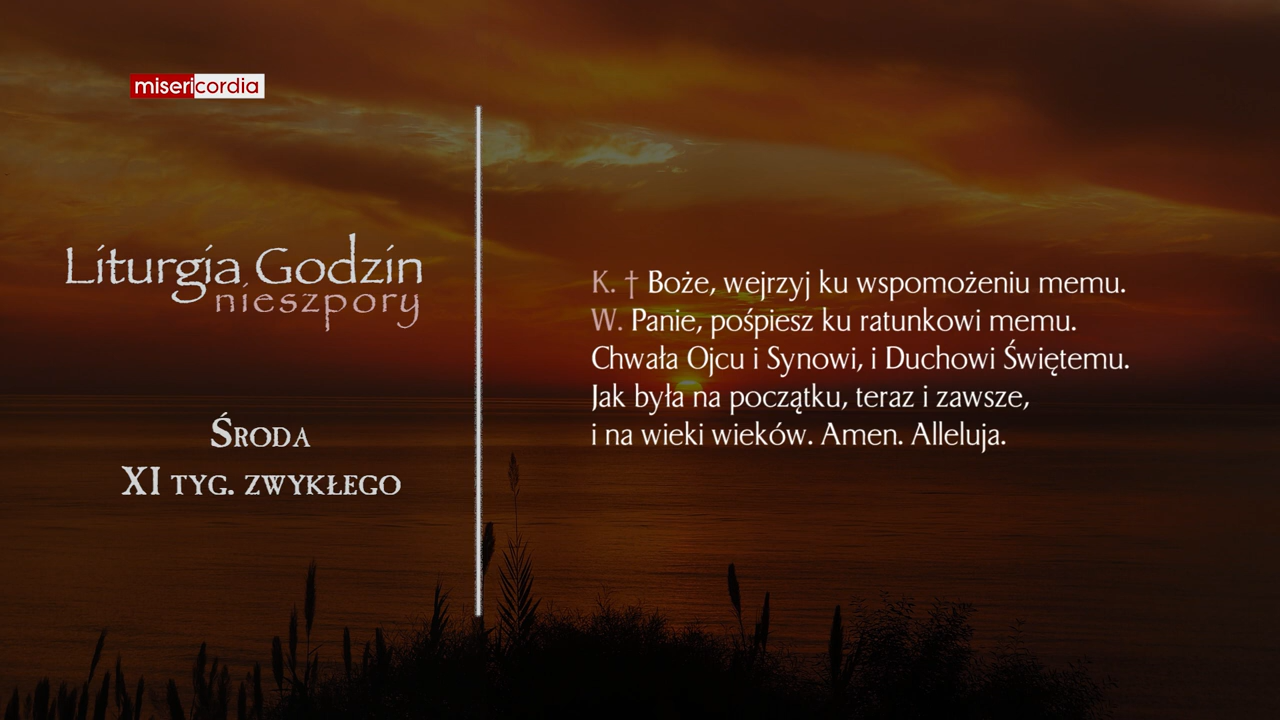 misericordia
Liturgia Godzin
nieszpory
Środa
XI tyg. zwykłego
K. † Boże, wejrzyj ku wspomożeniu memu.
W. Panie, pośpiesz ku ratunkowi memu.
Chwała Ojcu i Synowi, i Duchowi Świętemu.
Jak była na początku, teraz i zawsze,
i na wieki wieków. Amen. Alleluja.